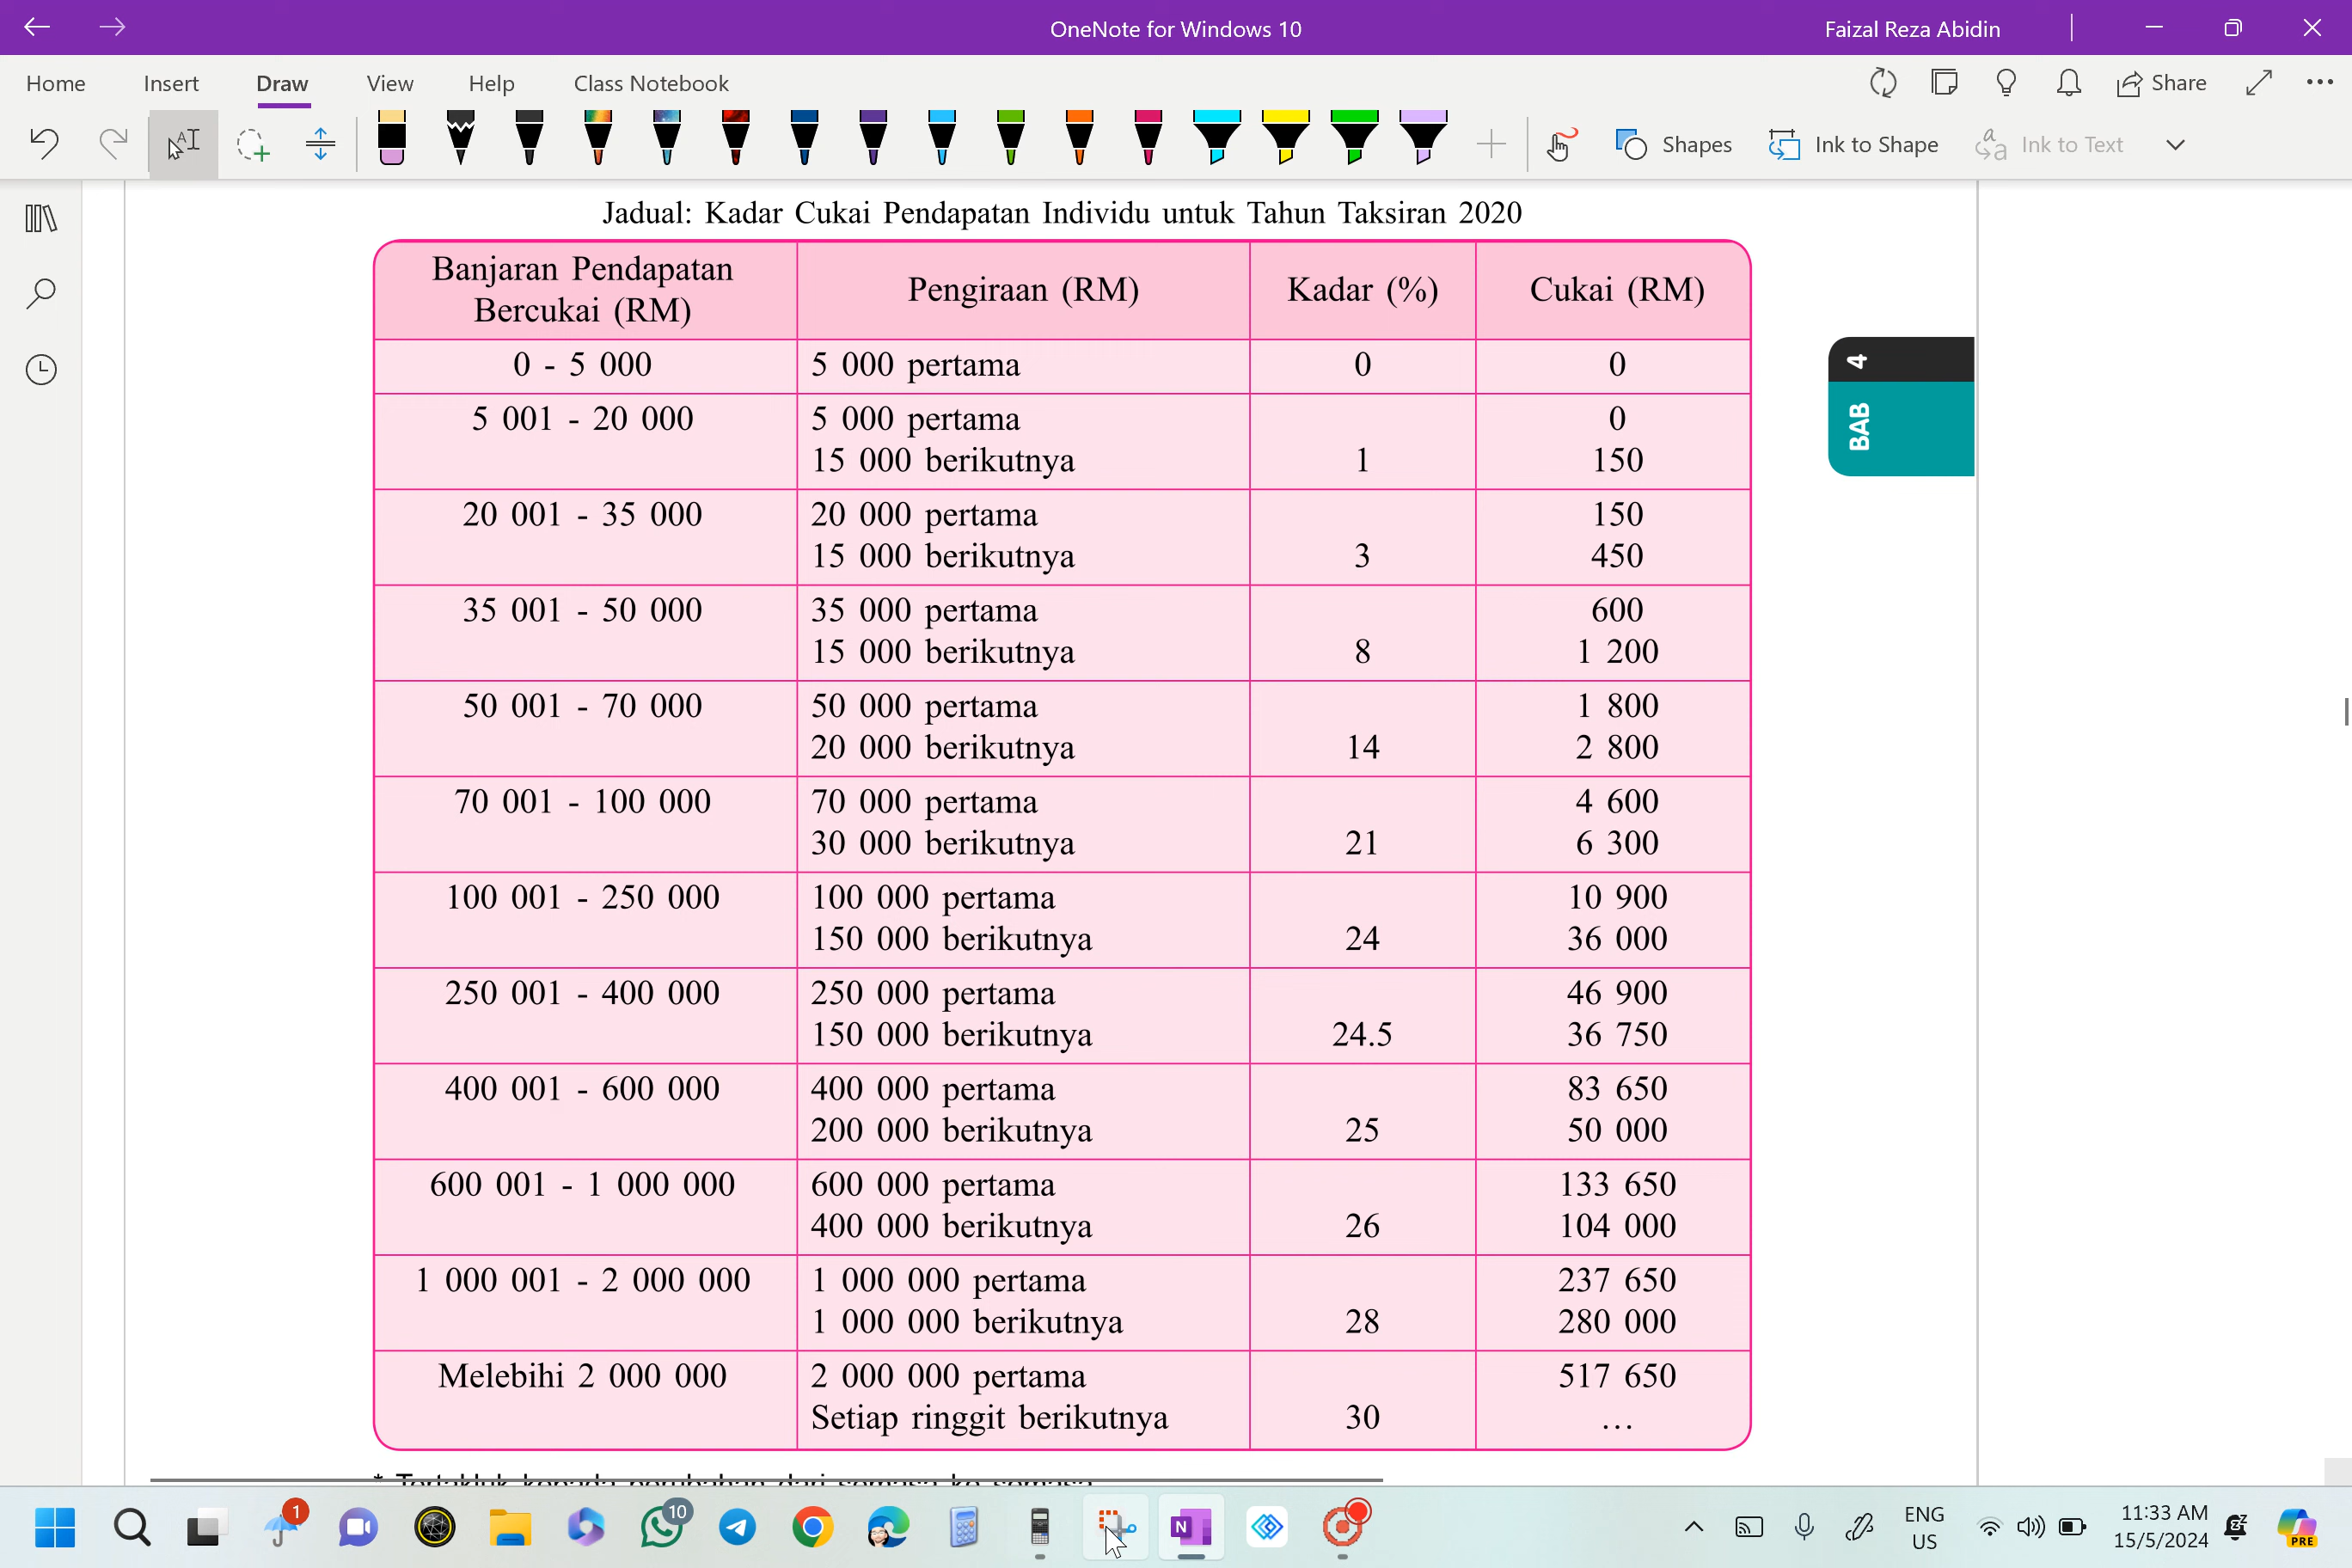 OneNote for Windows 10
Faizal Reza Abidin
Home Insert Draw View Help Class Notebook
Share
Shapes Ink to Shape Ink to Text
Jadual: Kadar Cukai Pendapatan Individu untuk Tahun Taksiran 2020
Banjaran Pendapatan Bercukai (RM) Pengiraan (RM) Kadar (%) Cukai (RM)
0 - 5 000 5 000 pertama 0 0
5 001 - 20 000 5 000 pertama 0
15 000 berikutnya 1 150
20 001 - 35 000 20 000 pertama 150
15 000 berikutnya 3 450
35 001 - 50 000 35 000 pertama 600
15 000 berikutnya 8 1 200
50 001 - 70 000 50 000 pertama 1 800
20 000 berikutnya 14 2 800
70 001 - 100 000 70 000 pertama 4 600
30 000 berikutnya 21 6 300
100 001 - 250 000 100 000 pertama 10 900
150 000 berikutnya 24 36 000
250 001 - 400 000 250 000 pertama 46 900
150 000 berikutnya 24.5 36 750
400 001 - 600 000 400 000 pertama 83 650
200 000 berikutnya 25 50 000
600 001 - 1 000 000 600 000 pertama 133 650
400 000 berikutnya 26 104 000
1 000 001 - 2 000 000 1 000 000 pertama 237 650
1 000 000 berikutnya 28 280 000
Melebihi 2 000 000 2 000 000 pertama 517 650
Setiap ringgit berikutnya 30 ...
BAB 4
* Tertakluk kepada perubahan dari semasa ke semasa
1
10
N
ENG
US
11:33 AM
15/5/2024
PRE